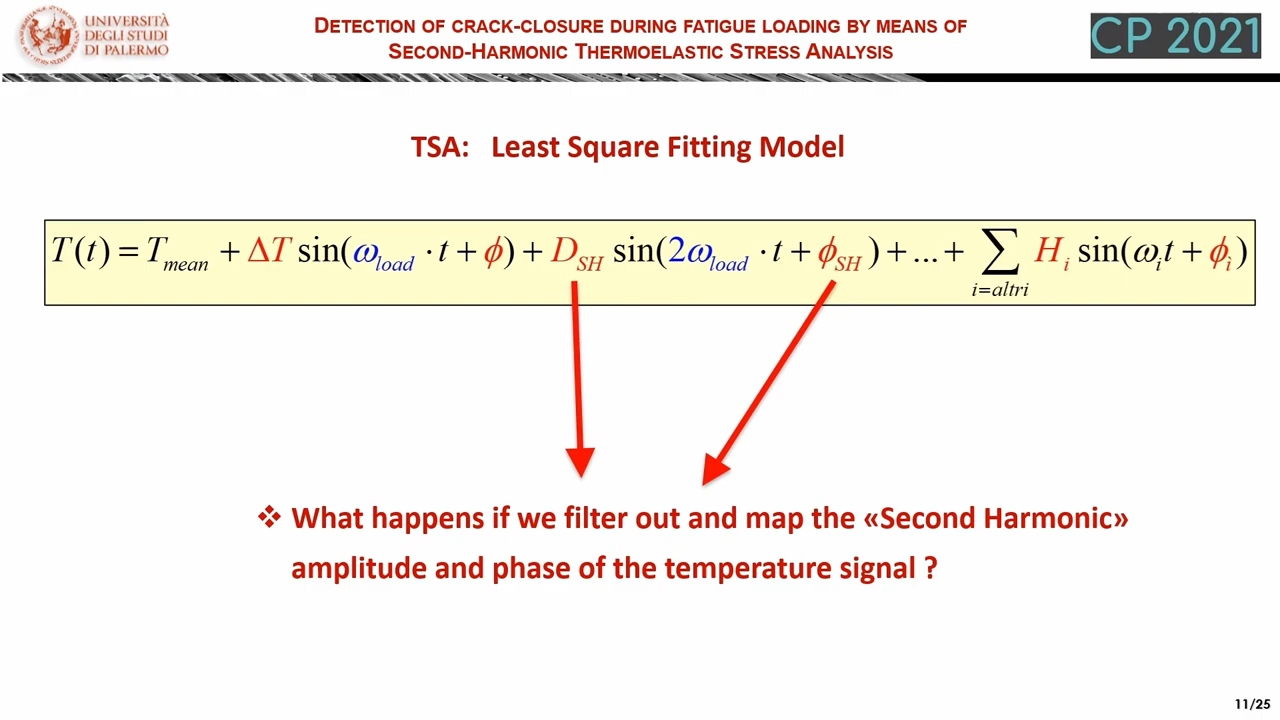 UNIVERSITÀ
DEGLI STUDI
DI PALERMO
DETECTION OF CRACK-CLOSURE DURING FATIGUE LOADING BY MEANS OF
SECOND-HARMONIC THERMOELASTIC STRESS ANALYSIS
CP 2021
TSA: Least Square Fitting Model
T(t) = T_mean + ΔT sin(ω_load · t + ϕ) + D_SH sin(2ω_load · t + ϕ_SH) + ... + ∑_{i=altri} H_i sin(ω_i t + ϕ_i)
❖ What happens if we filter out and map the «Second Harmonic»
amplitude and phase of the temperature signal ?
11/25